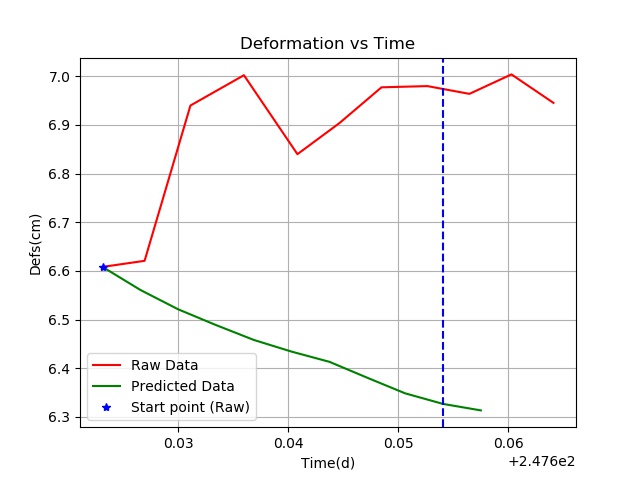 Deformation vs Time
Defs(cm)
7.0
6.9
6.8
6.7
6.6
6.5
6.4
6.3
Raw Data
Predicted Data
Start point (Raw)
0.03 0.04 0.05 0.06
Time(d)
+2.476e2